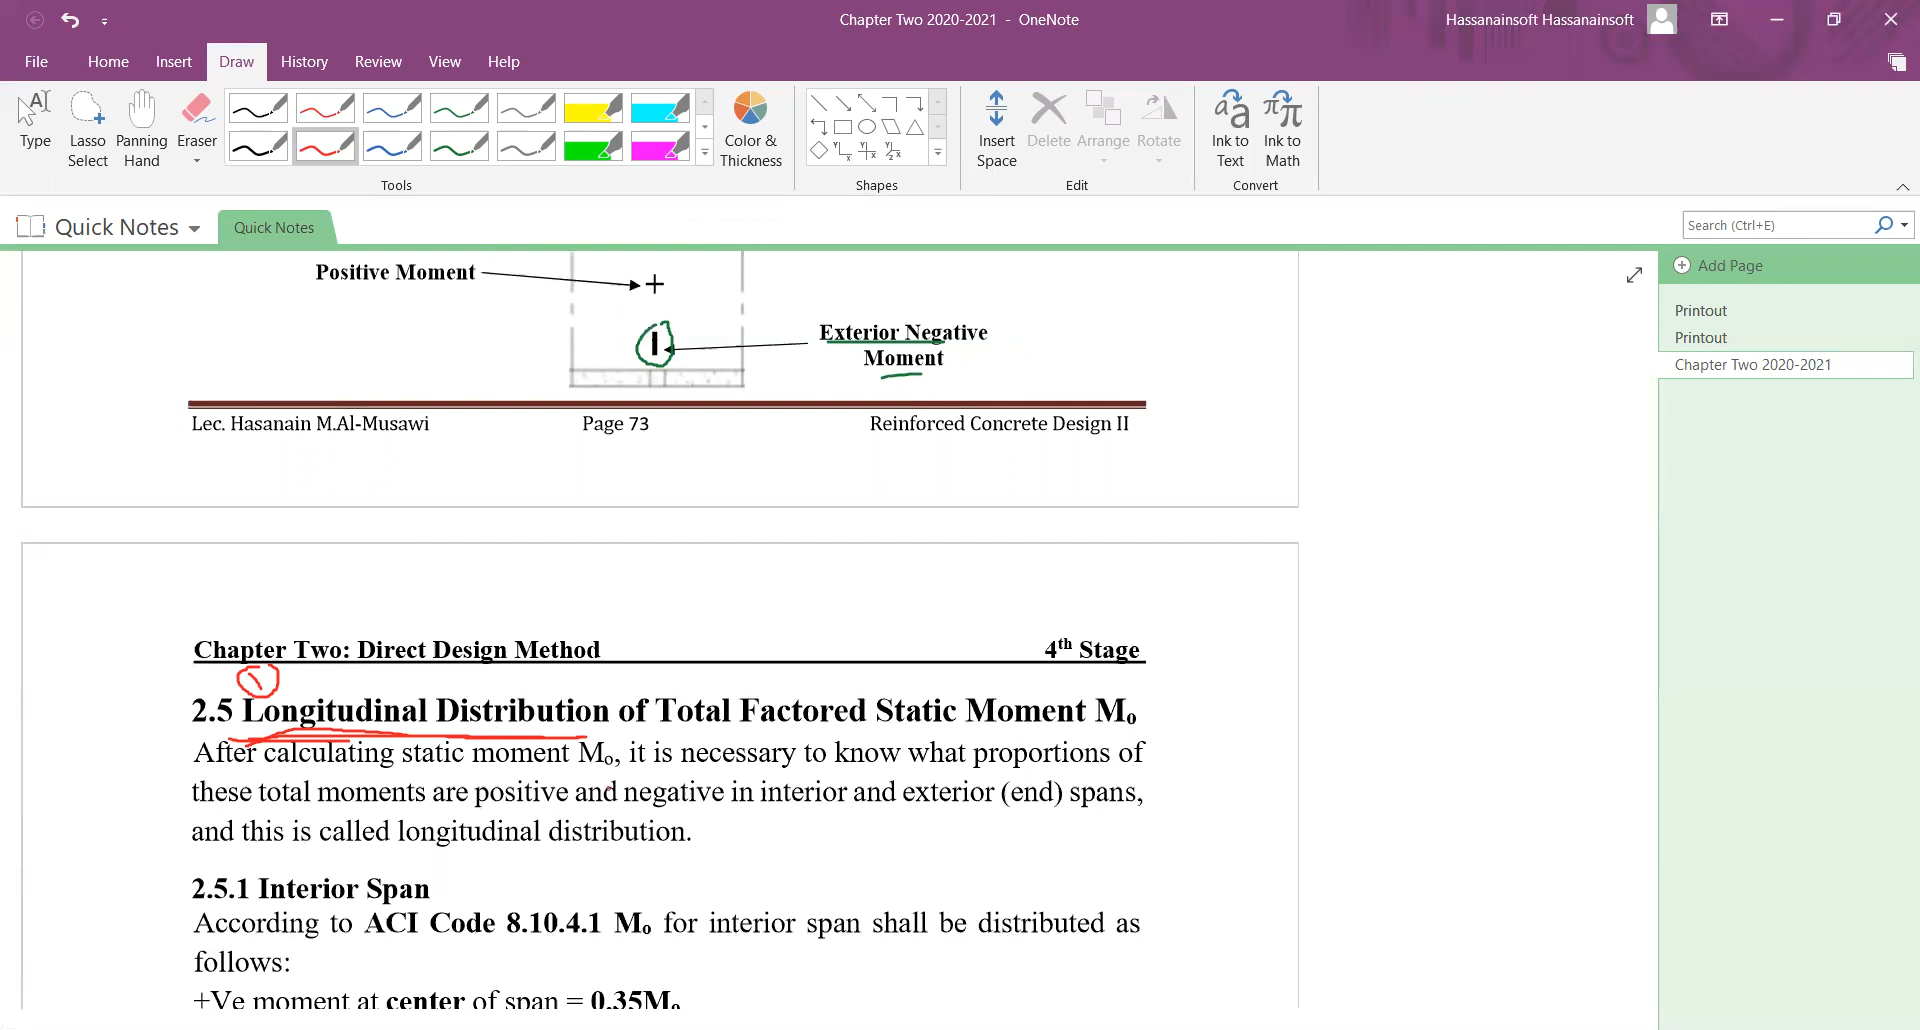 Chapter Two 2020-2021 - OneNote
Hassanainsoft Hassanainsoft
File Home Insert Draw History Review View Help
Type
Lasso Select
Panning Hand
Eraser
Color & Thickness
Insert Space
Delete
Arrange
Rotate
Ink to Text
Ink to Math
Tools
Shapes
Edit
Convert
Quick Notes
Quick Notes
Search (Ctrl+E)
Add Page
Printout
Printout
Chapter Two 2020-2021
Positive Moment
+
Exterior Negative
Moment
Lec. Hasanain M.Al-Musawi Page 73 Reinforced Concrete Design II
Chapter Two: Direct Design Method 4th Stage
2.5 Longitudinal Distribution of Total Factored Static Moment Mₒ
After calculating static moment Mₒ, it is necessary to know what proportions of
these total moments are positive and negative in interior and exterior (end) spans,
and this is called longitudinal distribution.
2.5.1 Interior Span
According to ACI Code 8.10.4.1 Mₒ for interior span shall be distributed as
follows:
+Ve moment at center of span = 0.35Mₒ